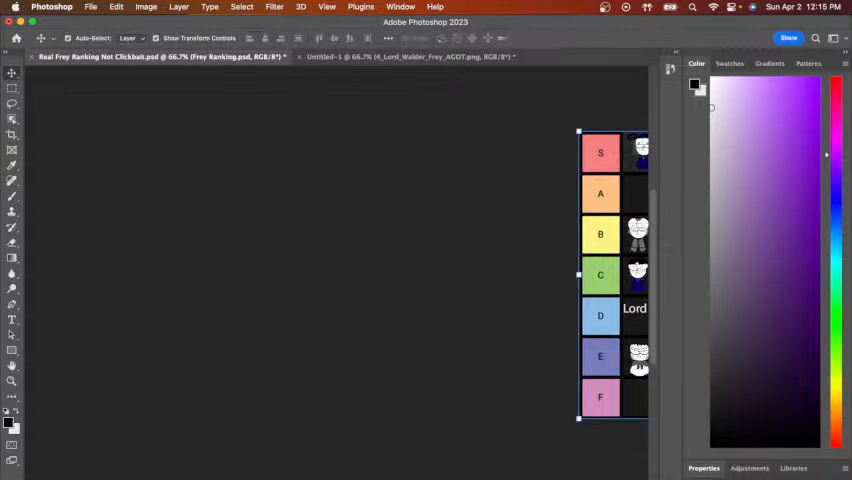 Photoshop File Edit Image Layer Type Select Filter 3D View Plugins Window Help Sun Apr 2 12:15 PM
Adobe Photoshop 2023
Auto-Select: Layer Show Transform Controls Share
Real Frey Ranking Not Clickbait.psd @ 66.7% (Frey Ranking.psd, RGB/8*) * Untitled-1 @ 66.7% (4_Lord_Walder_Frey_AGOT.png, RGB/8*) *
Color Swatches Gradients Patterns
S
A
B
C
D Lord
E
F
Properties Adjustments Libraries